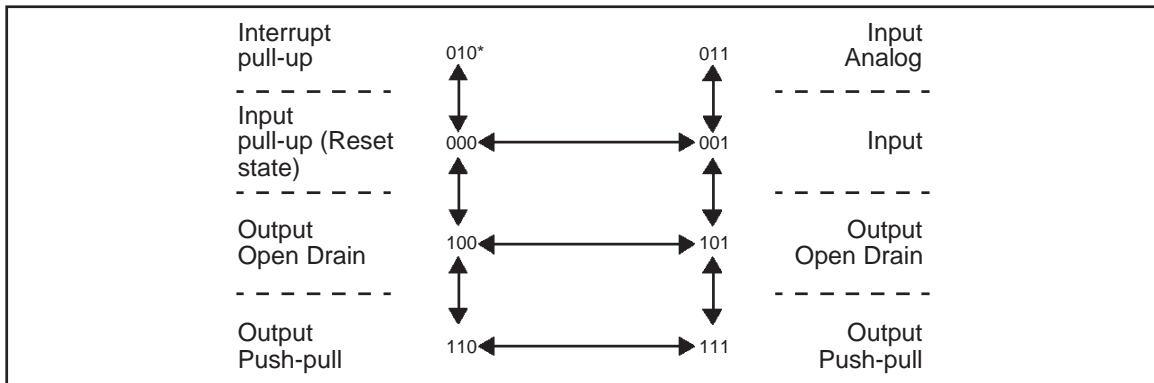 Interrupt
pull-up
010*
011
Input
Analog
Input
pull-up (Reset
state)
000
001
Input
Output
Open Drain
100
101
Output
Open Drain
Output
Push-pull
110
111
Output
Push-pull